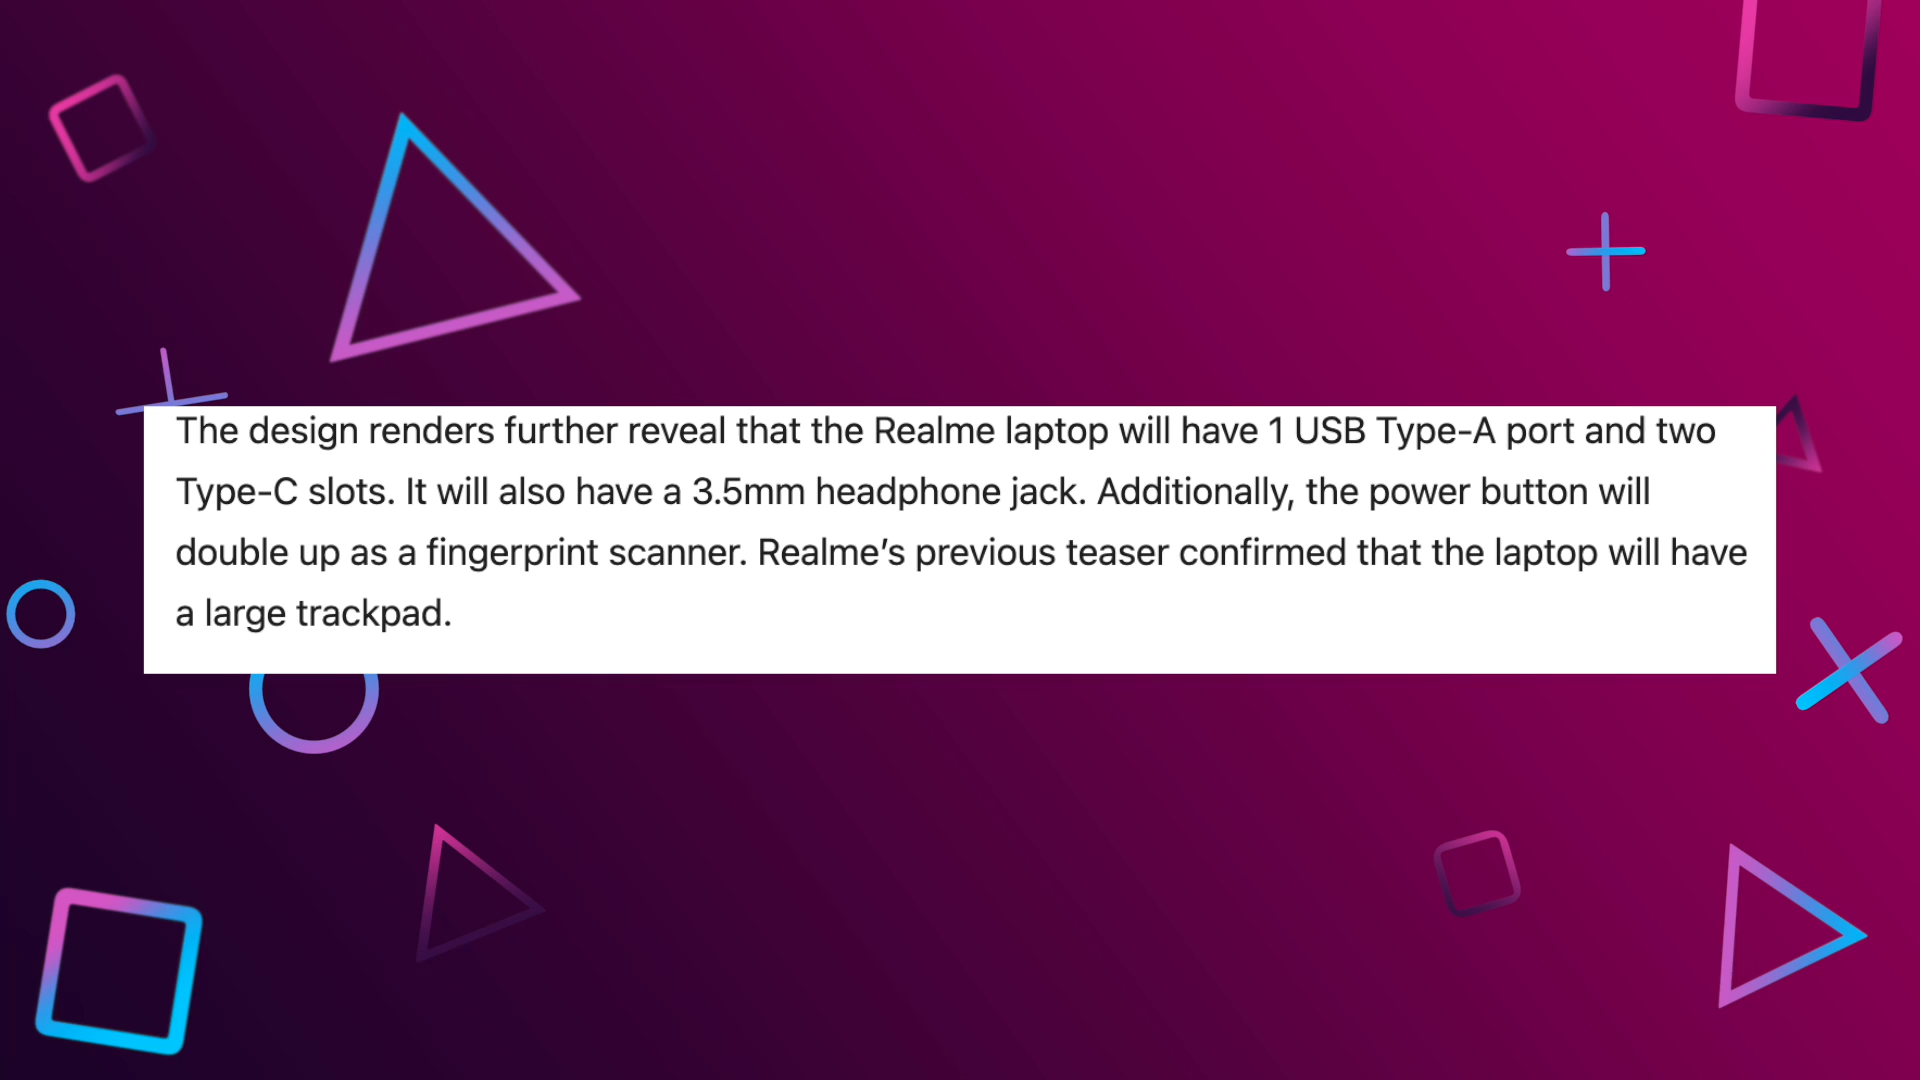 The design renders further reveal that the Realme laptop will have 1 USB Type-A port and two
Type-C slots. It will also have a 3.5mm headphone jack. Additionally, the power button will
double up as a fingerprint scanner. Realme’s previous teaser confirmed that the laptop will have
a large trackpad.